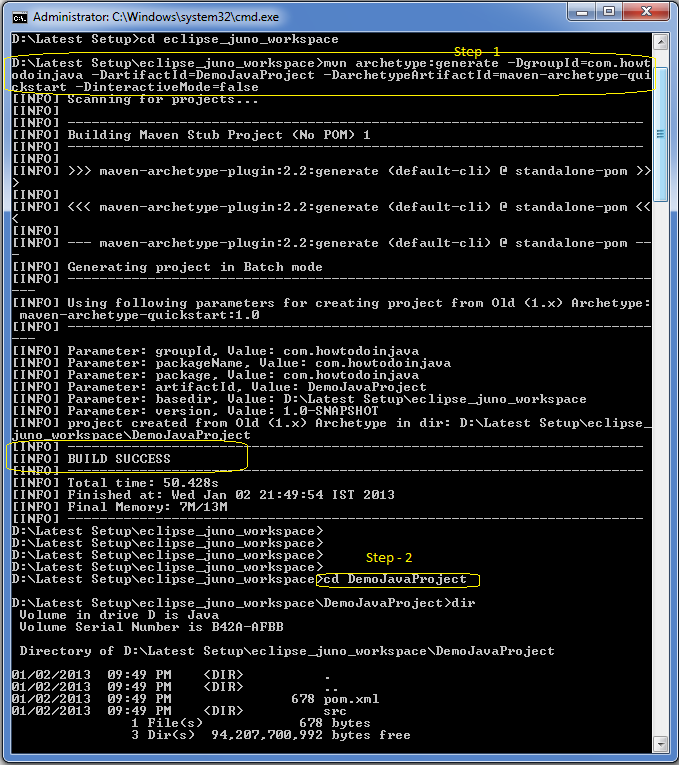 Administrator: C:\Windows\system32\cmd.exe
D:\Latest Setup>cd eclipse_juno_workspace
Step - 1
D:\Latest Setup\eclipse_juno_workspace>mvn archetype:generate -DgroupId=com.howt
odoinjava -DartifactId=DemoJavaProject -DarchetypeArtifactId=maven-archetype-qui
ckstart -DinteractiveMode=false
[INFO] Scanning for projects...
[INFO]
[INFO] ------------------------------------------------------------------------
[INFO] Building Maven Stub Project (No POM) 1
[INFO] ------------------------------------------------------------------------
[INFO]
[INFO] >>> maven-archetype-plugin:2.2:generate (default-cli) @ standalone-pom >>
>
[INFO]
[INFO] <<< maven-archetype-plugin:2.2:generate (default-cli) @ standalone-pom <<
<
[INFO]
[INFO] --- maven-archetype-plugin:2.2:generate (default-cli) @ standalone-pom --
-
[INFO] Generating project in Batch mode
[INFO] -------------------------------------------------------------------------
---
[INFO] Using following parameters for creating project from Old (1.x) Archetype:
 maven-archetype-quickstart:1.0
[INFO] -------------------------------------------------------------------------
---
[INFO] Parameter: groupId, Value: com.howtodoinjava
[INFO] Parameter: packageName, Value: com.howtodoinjava
[INFO] Parameter: package, Value: com.howtodoinjava
[INFO] Parameter: artifactId, Value: DemoJavaProject
[INFO] Parameter: basedir, Value: D:\Latest Setup\eclipse_juno_workspace
[INFO] Parameter: version, Value: 1.0-SNAPSHOT
[INFO] project created from Old (1.x) Archetype in dir: D:\Latest Setup\eclipse_
juno_workspace\DemoJavaProject
[INFO] ------------------------------------------------------------------------
[INFO] BUILD SUCCESS
[INFO] ------------------------------------------------------------------------
[INFO] Total time: 50.428s
[INFO] Finished at: Wed Jan 02 21:49:54 IST 2013
[INFO] Final Memory: 7M/13M
[INFO] ------------------------------------------------------------------------
D:\Latest Setup\eclipse_juno_workspace>
D:\Latest Setup\eclipse_juno_workspace>
D:\Latest Setup\eclipse_juno_workspace>
Step - 2
D:\Latest Setup\eclipse_juno_workspace>
D:\Latest Setup\eclipse_juno_workspace>cd DemoJavaProject
D:\Latest Setup\eclipse_juno_workspace\DemoJavaProject>dir
 Volume in drive D is Java
 Volume Serial Number is B42A-AFBB
 Directory of D:\Latest Setup\eclipse_juno_workspace\DemoJavaProject
01/02/2013  09:49 PM    <DIR>          .
01/02/2013  09:49 PM    <DIR>          ..
01/02/2013  09:49 PM               678 pom.xml
01/02/2013  09:49 PM    <DIR>          src
               1 File(s)            678 bytes
               3 Dir(s)  94,207,700,992 bytes free